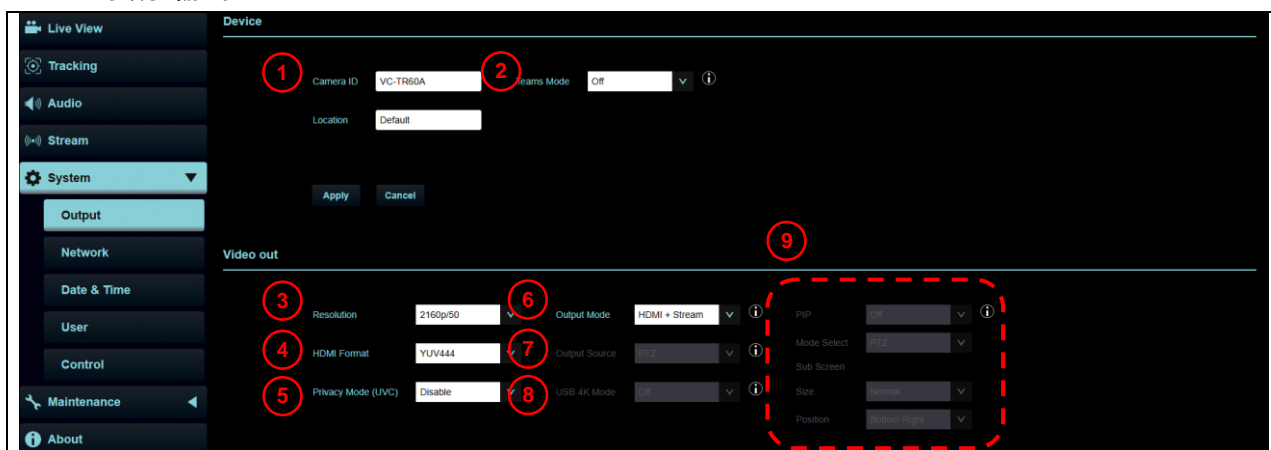 Live View
Tracking
Audio
Stream
System
Output
Network
Date & Time
User
Control
Maintenance
About
Device
1 Camera ID VC-TR60A 2 Teams Mode Off
Location Default
Apply Cancel
Video out
9
3 Resolution 2160p/50 6 Output Mode HDMI + Stream PIP Off
4 HDMI Format YUV444 7 Output Source PTZ Mode Select PTZ
Sub Screen
5 Privacy Mode (UVC) Disable 8 USB 4K Mode Off Size Normal
Position Bottom Right